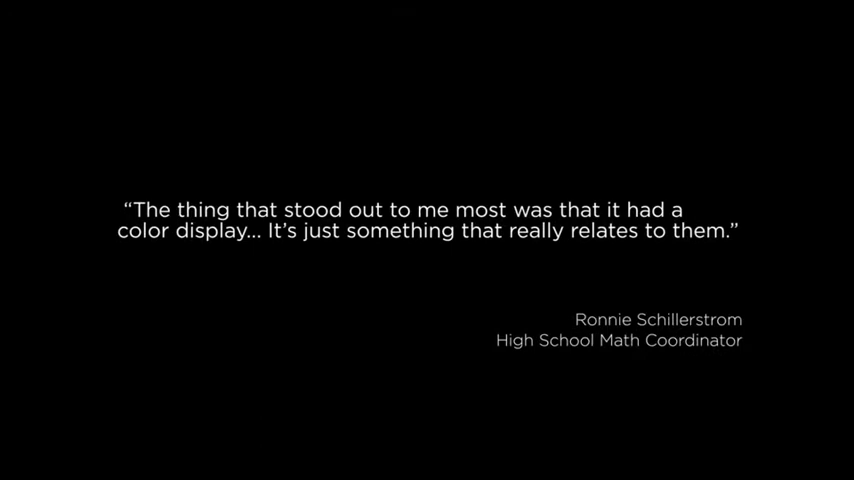 “The thing that stood out to me most was that it had a
color display... It’s just something that really relates to them.”
Ronnie Schillerstrom
High School Math Coordinator